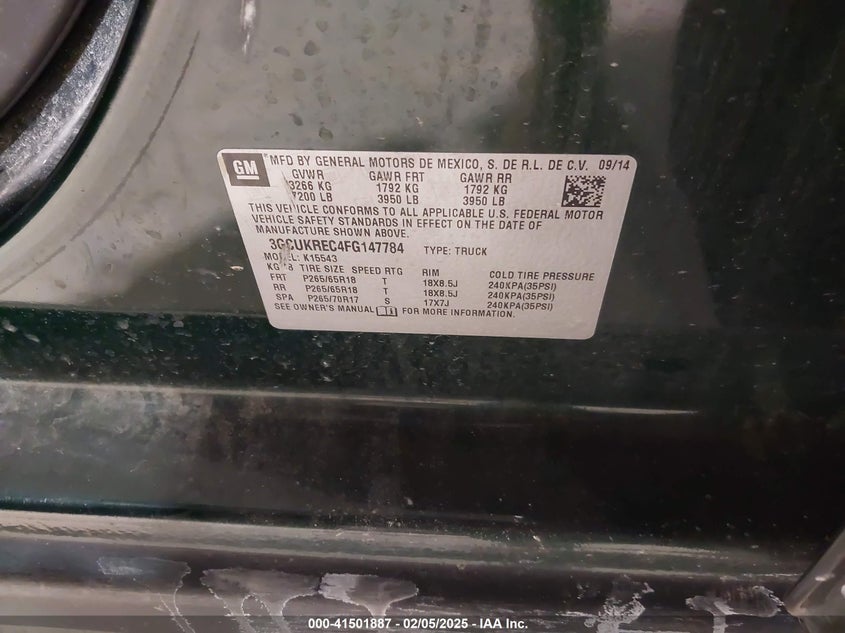 GM
MFD BY GENERAL MOTORS DE MEXICO, S. DE R.L. DE C.V. 09/14
GVWR GAWR FRT GAWR RR
3266 KG 1792 KG 1792 KG
7200 LB 3950 LB 3950 LB
THIS VEHICLE CONFORMS TO ALL APPLICABLE U.S. FEDERAL MOTOR
VEHICLE SAFETY STANDARDS IN EFFECT ON THE DATE OF
MANUFACTURE SHOWN ABOVE.
3GCUKREC4FG147784 TYPE: TRUCK
MODEL: K15543
TIRE SIZE SPEED RTG RIM COLD TIRE PRESSURE
FRT P265/65R18 T 18X8.5J 240KPA(35PSI)
RR P265/65R18 T 18X8.5J 240KPA(35PSI)
SPA P265/70R17 S 17X7J 240KPA(35PSI)
SEE OWNER'S MANUAL FOR MORE INFORMATION.
000-41501887 - 02/05/2025 - IAA Inc.